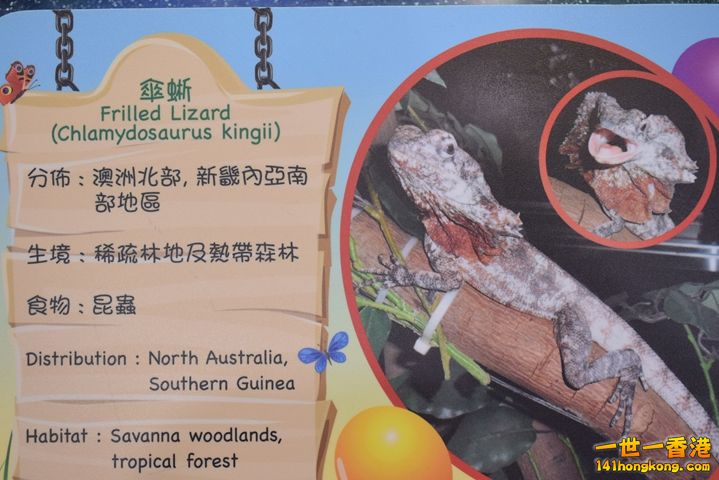 傘蜥
Frilled Lizard
(Chlamydosaurus kingii)
分佈：澳洲北部, 新畿內亞南
部地區
生境：稀疏林地及熱帶森林
食物：昆蟲
Distribution : North Australia,
Southern Guinea
Habitat : Savanna woodlands,
tropical forest
一世一香港
141hongkong.com